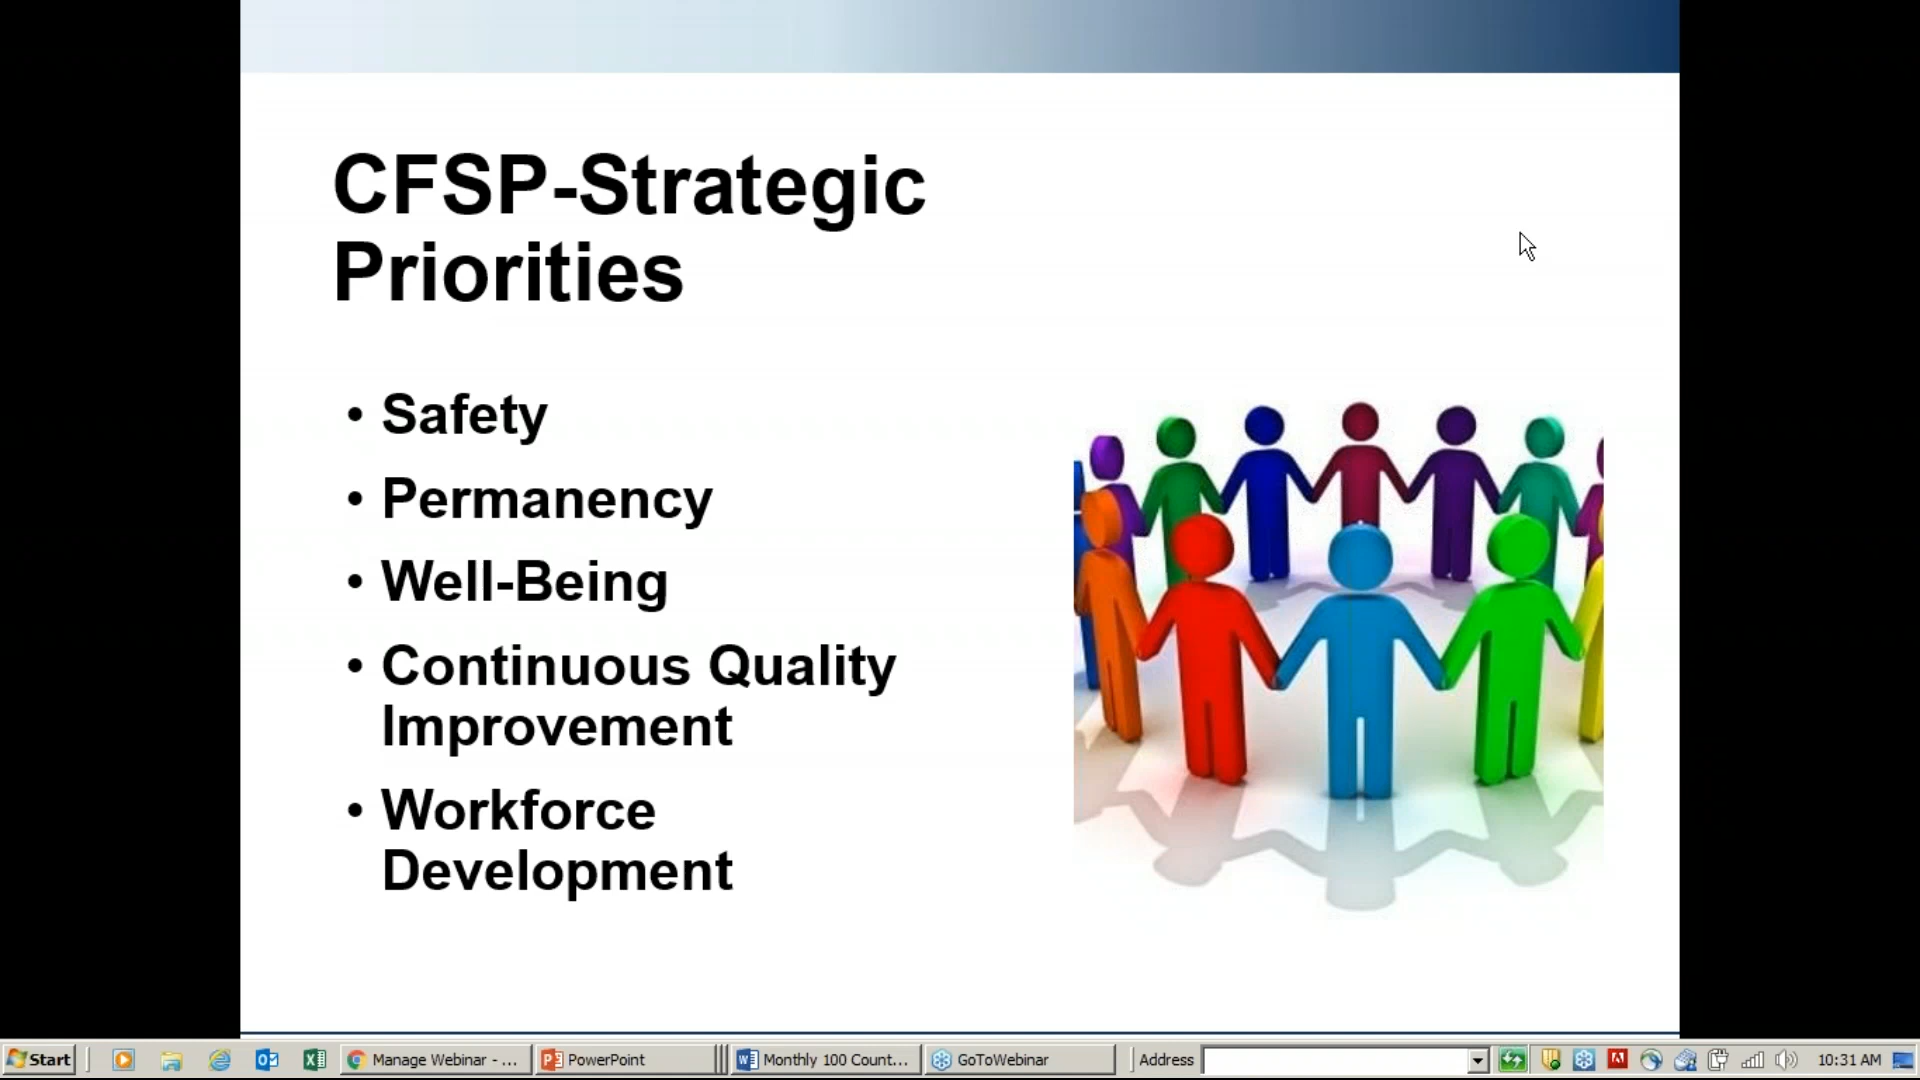 CFSP-Strategic
Priorities
• Safety
• Permanency
• Well-Being
• Continuous Quality
Improvement
• Workforce
Development
Start
Manage Webinar - ...
PowerPoint
Monthly 100 Count...
GoToWebinar
Address
10:31 AM